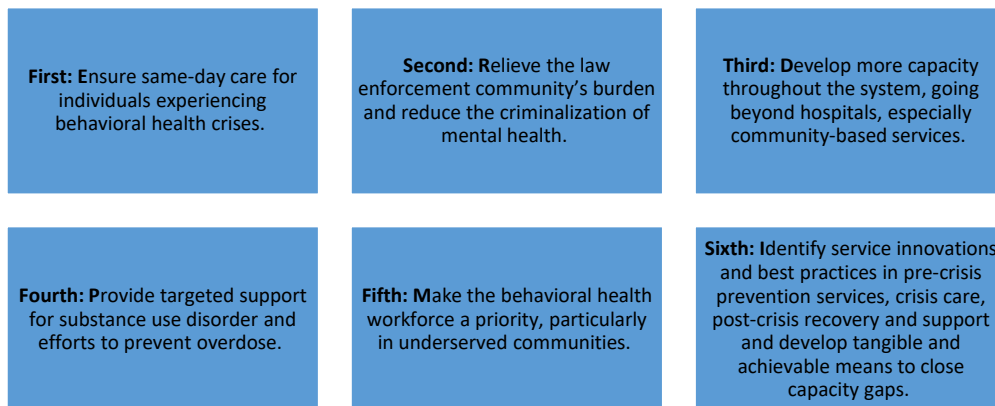 First: Ensure same-day care for
individuals experiencing
behavioral health crises.
Second: Relieve the law
enforcement community’s burden
and reduce the criminalization of
mental health.
Third: Develop more capacity
throughout the system, going
beyond hospitals, especially
community-based services.
Fourth: Provide targeted support
for substance use disorder and
efforts to prevent overdose.
Fifth: Make the behavioral health
workforce a priority, particularly
in underserved communities.
Sixth: Identify service innovations
and best practices in pre-crisis
prevention services, crisis care,
post-crisis recovery and support
and develop tangible and
achievable means to close
capacity gaps.